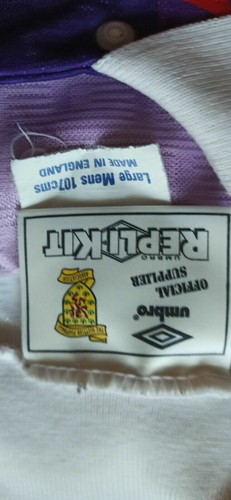 umbro
OFFICIAL
SUPPLIER
UMBRO
REPLI-KIT
Large Mens 107cms
MADE IN ENGLAND